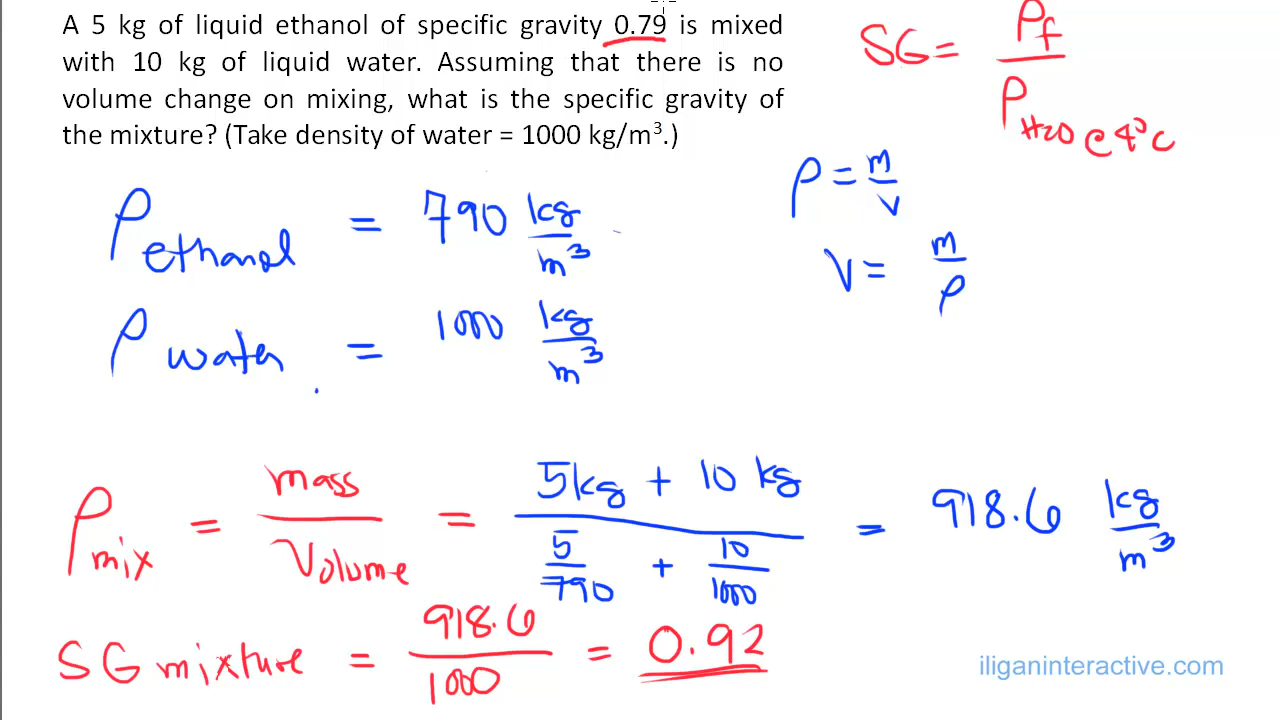 A 5 kg of liquid ethanol of specific gravity 0.79 is mixed
with 10 kg of liquid water. Assuming that there is no
volume change on mixing, what is the specific gravity of
the mixture? (Take density of water = 1000 kg/m³.)
SG = ρf / ρH2O @ 4°C
ρ = m/v
V = m/ρ
ρ ethanol = 790 kg/m³
ρ water = 1000 kg/m³
ρ mix = mass / Volume = (5kg + 10 kg) / (5/790 + 10/1000) = 918.6 kg/m³
SG mixture = 918.6 / 1000 = 0.92
iliganinteractive.com